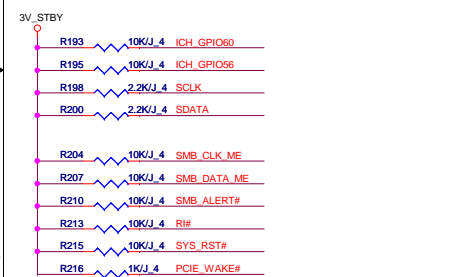 3V_STBY
R193 10K/J_4 ICH_GPIO60
R195 10K/J_4 ICH_GPIO56
R198 2.2K/J_4 SCLK
R200 2.2K/J_4 SDATA
R204 10K/J_4 SMB_CLK_ME
R207 10K/J_4 SMB_DATA_ME
R210 10K/J_4 SMB_ALERT#
R213 10K/J_4 RI#
R215 10K/J_4 SYS_RST#
R216 1K/J_4 PCIE_WAKE#